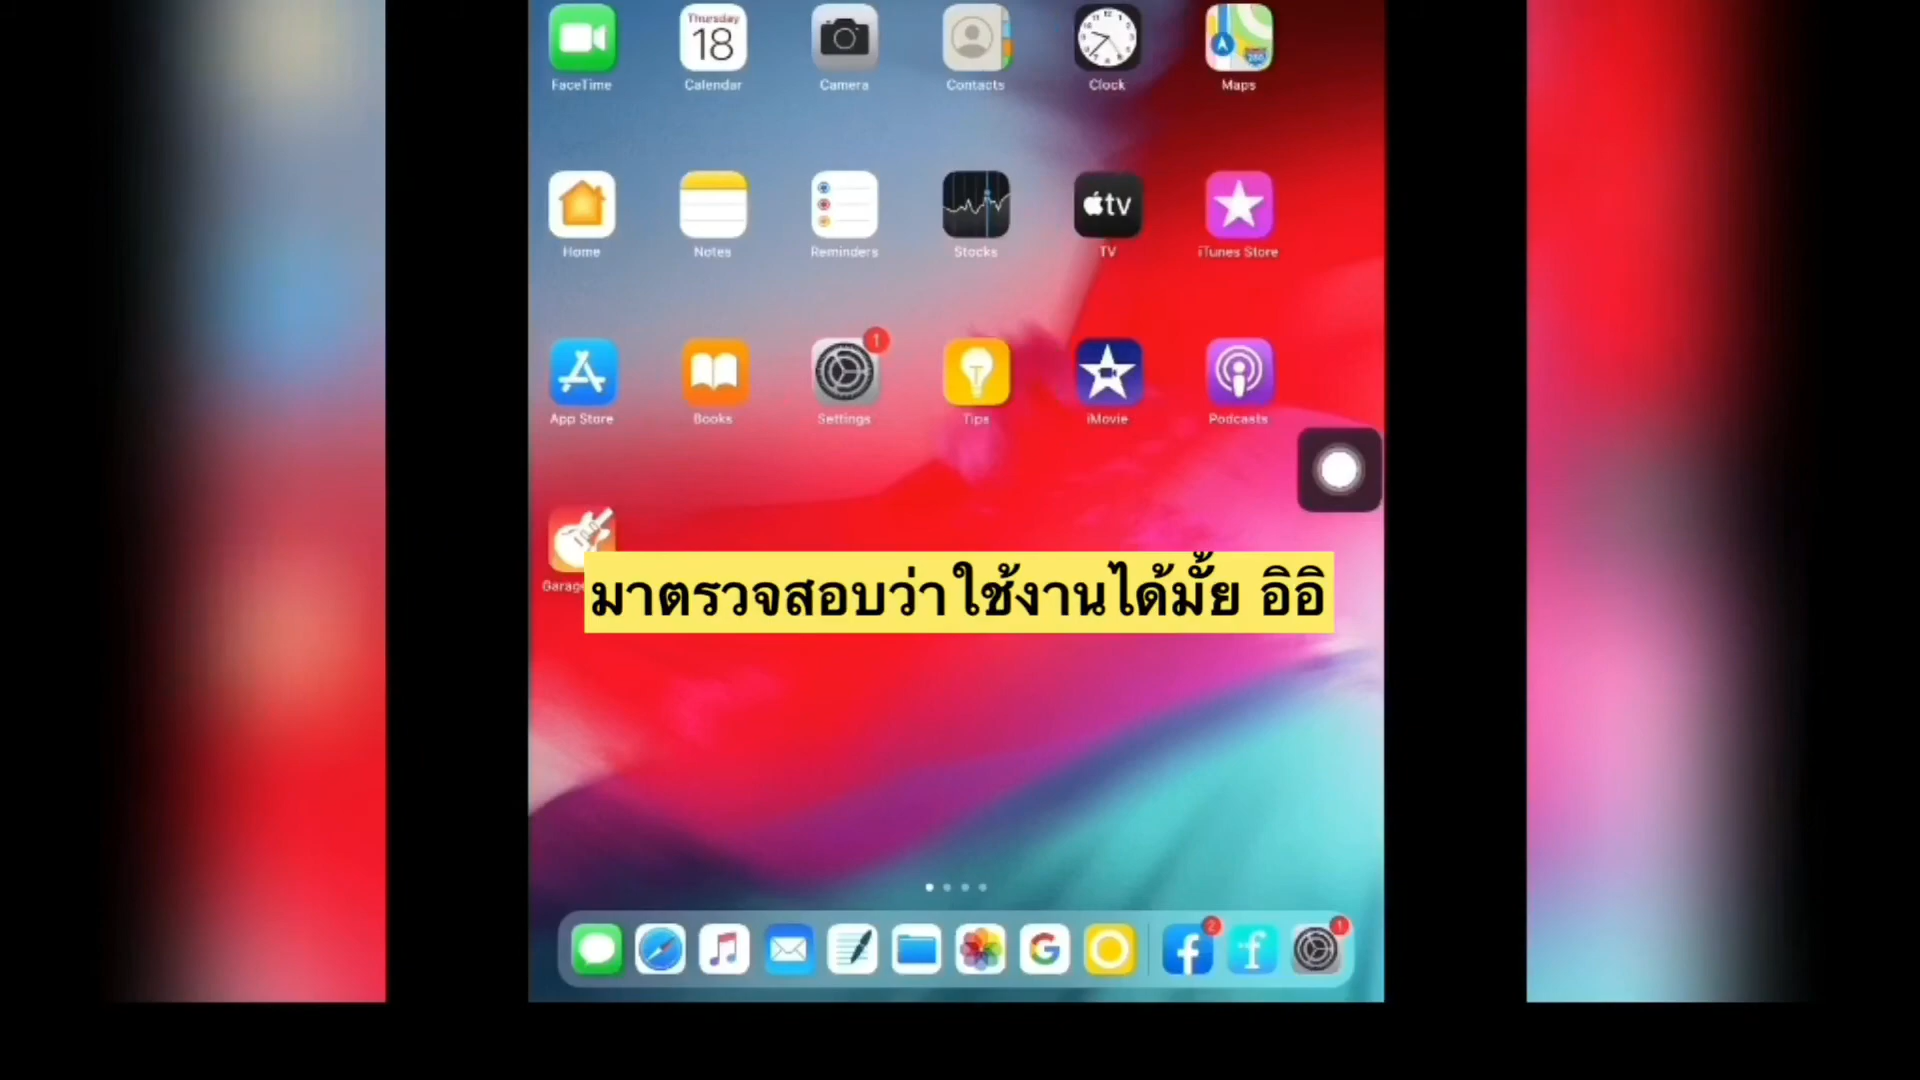 Thursday
18
FaceTime Calendar Camera Contacts Clock Maps
tv
Home Notes Reminders Stocks TV iTunes Store
1
App Store Books Settings Tips iMovie Podcasts
มาตรวจสอบว่าใช้งานได้มั้ย อิอิ
2 1